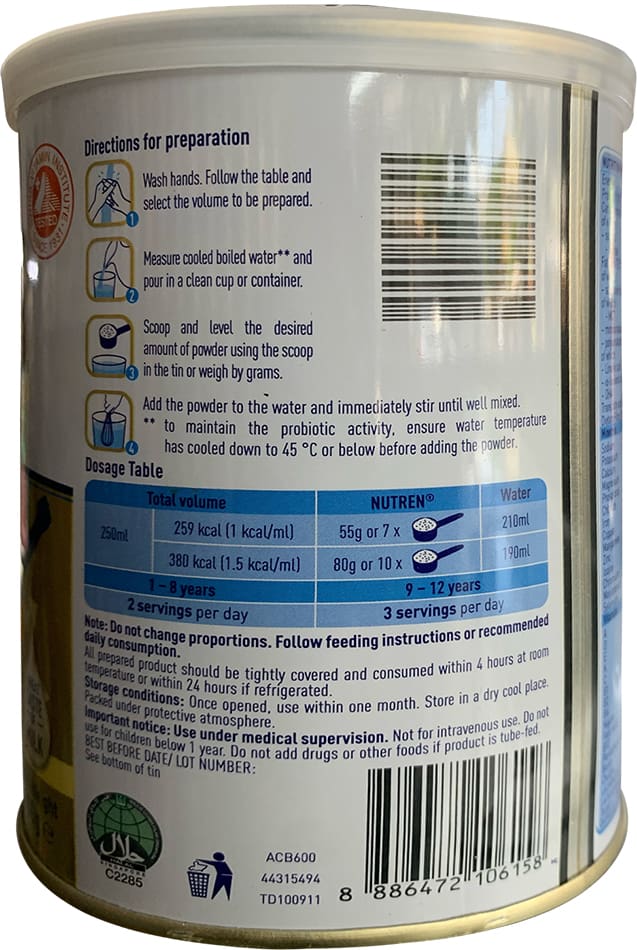 Directions for preparation
Wash hands. Follow the table and
select the volume to be prepared.
1
Measure cooled boiled water** and
pour in a clean cup or container.
2
Scoop and level the desired
amount of powder using the scoop
in the tin or weigh by grams.
3
Add the powder to the water and immediately stir until well mixed.
** to maintain the probiotic activity, ensure water temperature
has cooled down to 45 °C or below before adding the powder.
4
Dosage Table
Total volume NUTREN® Water
250ml 259 kcal (1 kcal/ml) 55g or 7 x 210ml
380 kcal (1.5 kcal/ml) 80g or 10 x 190ml
1 – 8 years 9 – 12 years
2 servings per day 3 servings per day
Note: Do not change proportions. Follow feeding instructions or recommended
daily consumption.
All prepared product should be tightly covered and consumed within 4 hours at room
temperature or within 24 hours if refrigerated.
Storage conditions: Once opened, use within one month. Store in a dry cool place.
Packed under protective atmosphere.
Important notice: Use under medical supervision. Not for intravenous use. Do not
use for children below 1 year. Do not add drugs or other foods if product is tube-fed.
BEST BEFORE DATE/ LOT NUMBER:
See bottom of tin
حلال
SINGAPORE
C2285
ACB600
44315494
TD100911
8 886472 106158
INSTITUTE
TESTED